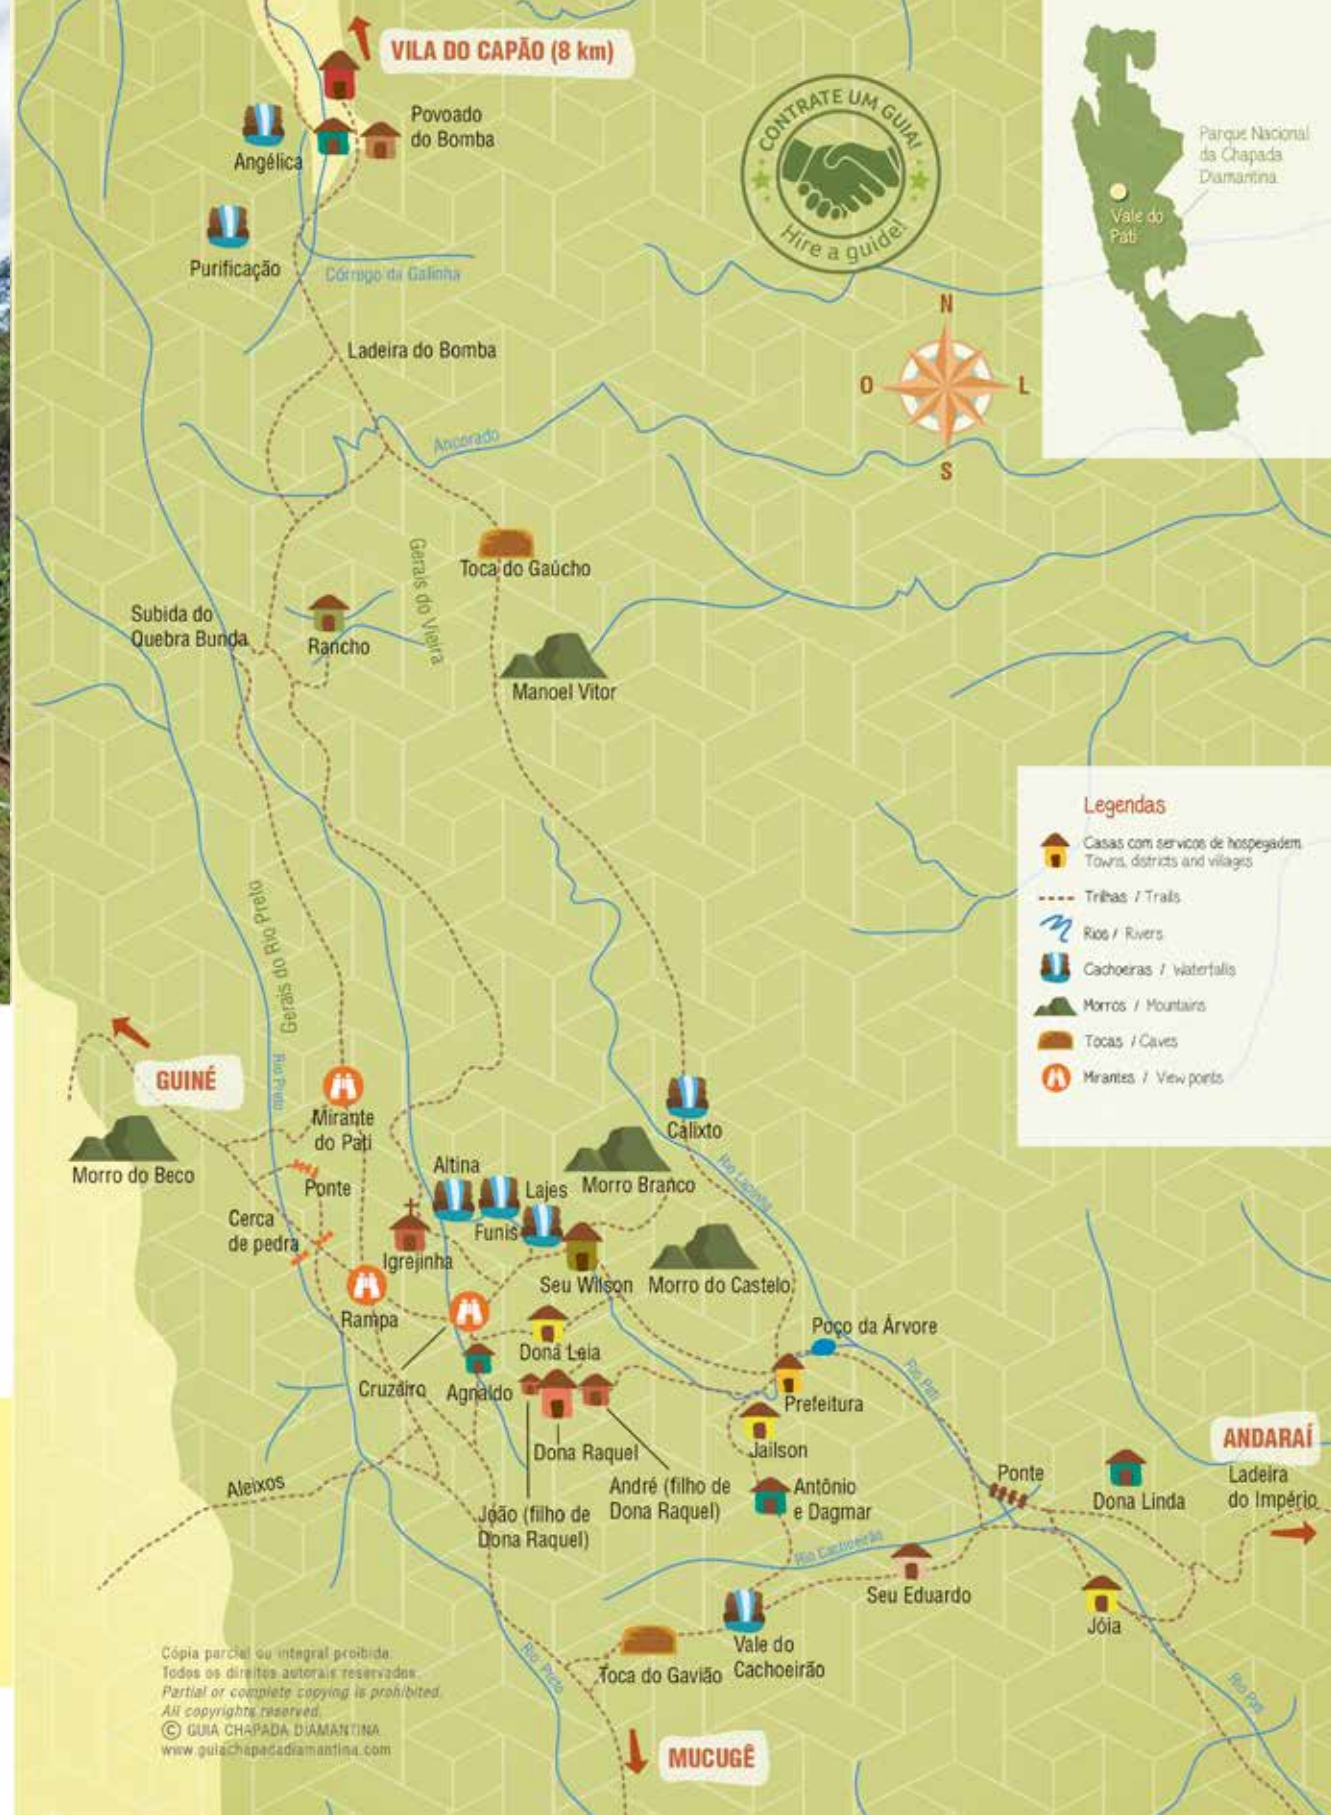 VILA DO CAPÃO (8 km)
Povoado
do Bomba
Angélica
Purificação
Córrego da Galinha
CONTRATE UM GUIA!
Hire a guide!
Parque Nacional
da Chapada
Diamantina
Vale do
Pati
N
O
L
S
Ladeira do Bomba
Ancorado
Toca do Gaúcho
Gerais do Vieira
Subida do
Quebra Bunda
Rancho
Manoel Vitor
Legendas
Casas com servicos de hospegadem
Towns, districts and villages
Trilhas / Trails
Rios / Rivers
Cachoeiras / Waterfalls
Morros / Mountains
Tocas / Caves
Mirantes / View points
Gerais do Rio Preto
Rio Preto
GUINÉ
Mirante
do Pati
Calixto
Morro do Beco
Ponte
Altina
Lajes
Funis
Morro Branco
Rio Lapinha
Cerca
de pedra
Igrejinha
Seu Wilson
Morro do Castelo
Rampa
Poço da Árvore
Dona Leia
Rio Pati
Cruzeiro
Agnaldo
Prefeitura
Dona Raquel
Jailson
ANDARAÍ
Ladeira
do Império
Aleixos
João (filho de
Dona Raquel)
André (filho de
Dona Raquel)
Antônio
e Dagmar
Ponte
Dona Linda
Rio Cachoeirão
Seu Eduardo
Jóia
Vale do
Cachoeirão
Toca do Gavião
Rio Preto
Rio Pati
Cópia parcial ou integral proibida.
Todos os direitos autorais reservados.
Partial or complete copying is prohibited.
All copyrights reserved.
© GUIA CHAPADA DIAMANTINA
www.guiachapadadiamantina.com
MUCUGÊ